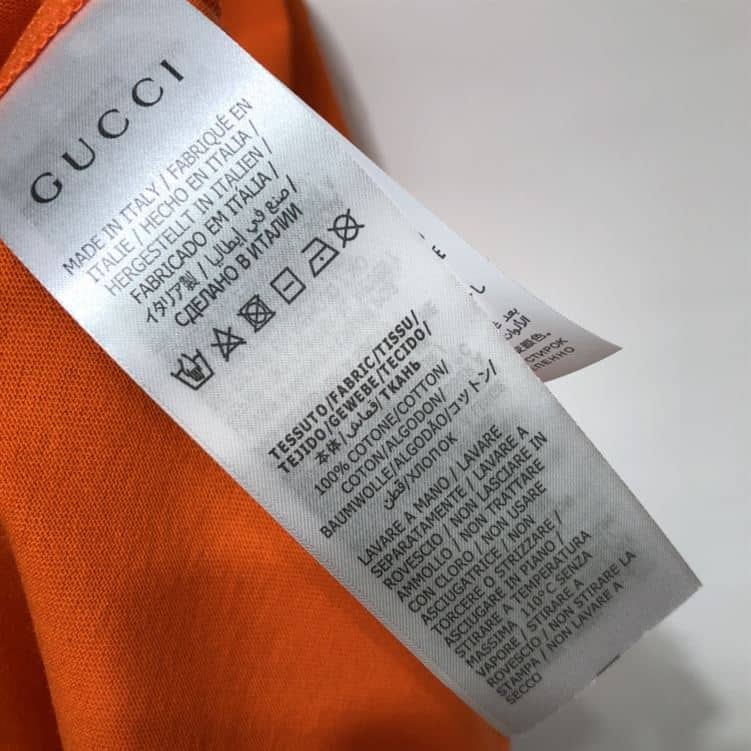 GUCCI
MADE IN ITALY / FABRIQUÉ EN
ITALIE / HECHO EN ITALIA /
HERGESTELLT IN ITALIEN /
FABRICADO EM ITÁLIA /
イタリア製 / صنع في إيطاليا /
СДЕЛАНО В ИТАЛИИ
TESSUTO/FABRIC/TISSU/
TEJIDO/GEWEBE/TECIDO/
本体/قماش/ТКАНЬ
100% COTONE/COTTON/
COTON/ALGODON/
BAUMWOLLE/ALGODÃO/コットン/
قطن/ХЛОПОК
LAVARE A MANO / LAVARE
SEPARATAMENTE / LAVARE A
ROVESCIO / NON LASCIARE IN
AMMOLLO / NON TRATTARE
CON CLORO / NON USARE
ASCIUGATRICE / NON
TORCERE O STRIZZARE /
ASCIUGARE IN PIANO /
STIRARE A TEMPERATURA
MASSIMA 110°C SENZA
VAPORE / STIRARE A
ROVESCIO / NON STIRARE LA
STAMPA / NON LAVARE A
SECCO